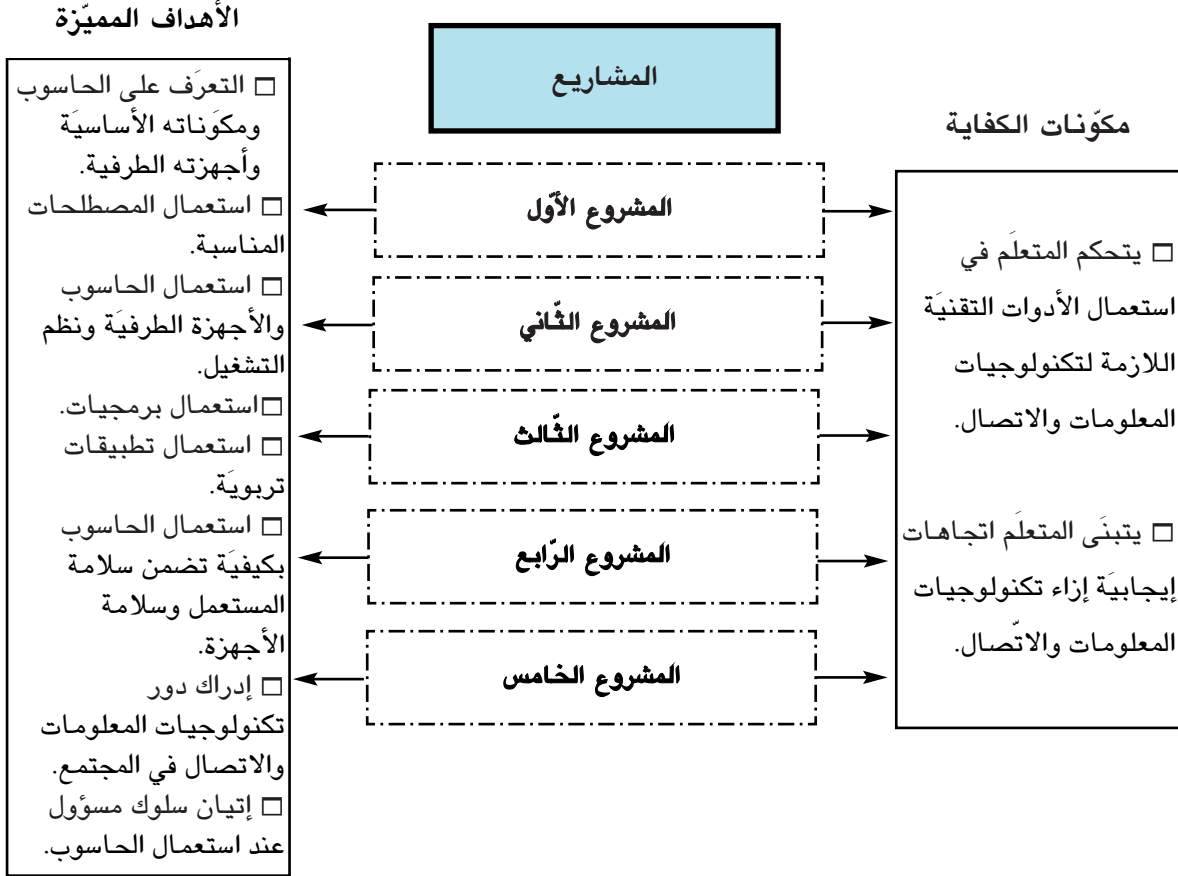 مكوّنات الكفاية
□ يتحكم المتعلَم في
استعمال الأدوات التقنيَة
اللازمة لتكنولوجيات
المعلومات والاتصال.
□ يتبنَى المتعلَم اتجاهات
إيجابيَة إزاء تكنولوجيات
المعلومات والاتّصال.
المشاريع
المشروع الأوّل
المشروع الثّاني
المشروع الثّالث
المشروع الرّابع
المشروع الخامس
الأهداف المميّزة
□ التعرَف على الحاسوب
ومكوَناته الأساسيَة
وأجهزته الطرفية.
□ استعمال المصطلحات
المناسبة.
□ استعمال الحاسوب
والأجهزة الطرفيَة ونظم
التشغيل.
□استعمال برمجيات.
□ استعمال تطبيقات
تربويَة.
□ استعمال الحاسوب
بكيفيَة تضمن سلامة
المستعمل وسلامة
الأجهزة.
□ إدراك دور
تكنولوجيات المعلومات
والاتصال في المجتمع.
□ إتيان سلوك مسؤول
عند استعمال الحاسوب.